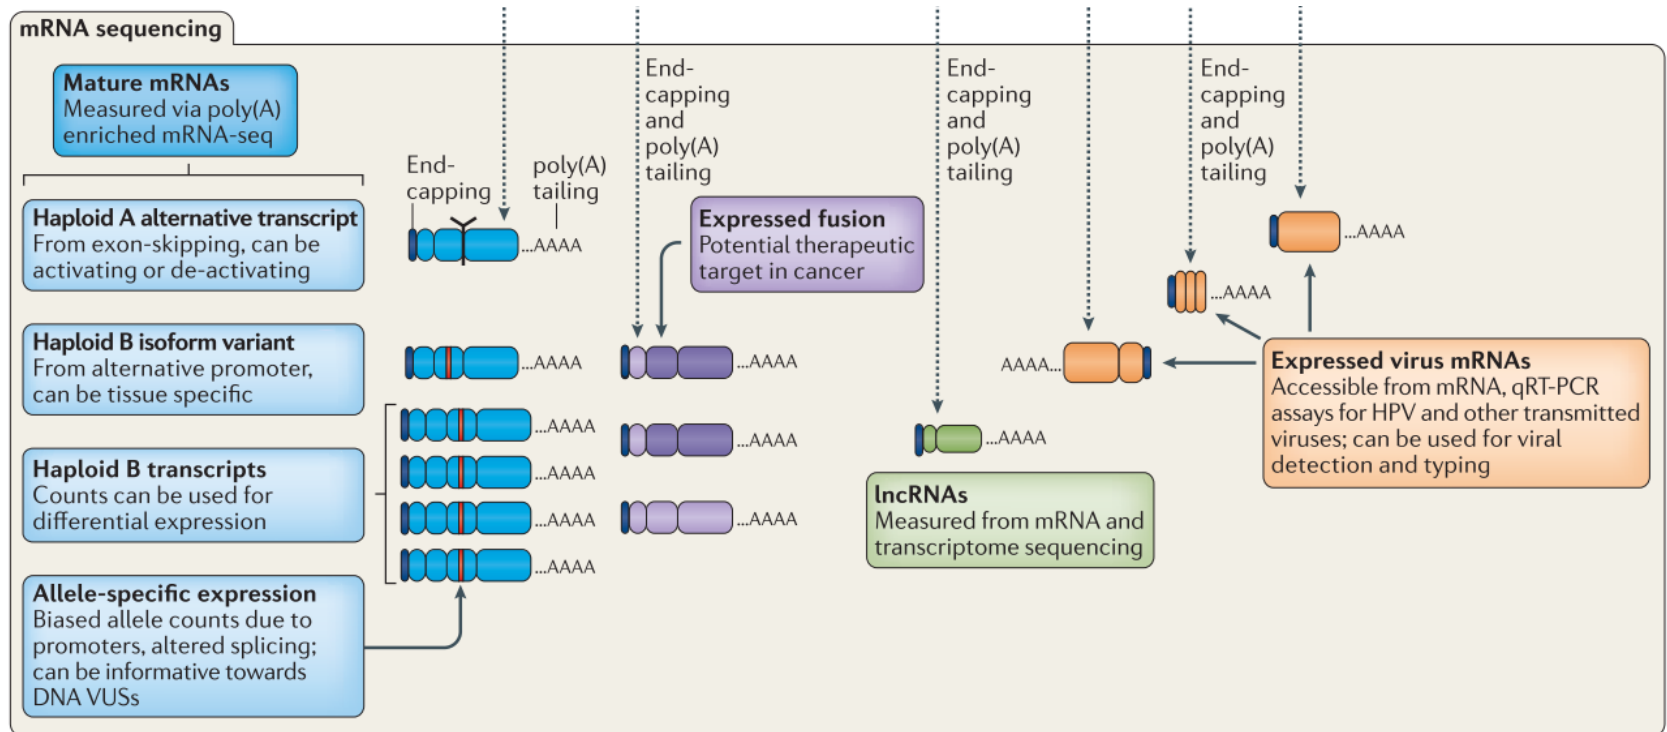 mRNA sequencing
Mature mRNAs
Measured via poly(A)
enriched mRNA-seq
Haploid A alternative transcript
From exon-skipping, can be
activating or de-activating
Haploid B isoform variant
From alternative promoter,
can be tissue specific
Haploid B transcripts
Counts can be used for
differential expression
Allele-specific expression
Biased allele counts due to
promoters, altered splicing;
can be informative towards
DNA VUSs
End-
capping
poly(A)
tailing
...AAAA
...AAAA
...AAAA
...AAAA
...AAAA
...AAAA
End-
capping
and
poly(A)
tailing
Expressed fusion
Potential therapeutic
target in cancer
...AAAA
...AAAA
...AAAA
End-
capping
and
poly(A)
tailing
...AAAA
lncRNAs
Measured from mRNA and
transcriptome sequencing
End-
capping
and
poly(A)
tailing
...AAAA
...AAAA
AAAA...
Expressed virus mRNAs
Accessible from mRNA, qRT-PCR
assays for HPV and other transmitted
viruses; can be used for viral
detection and typing